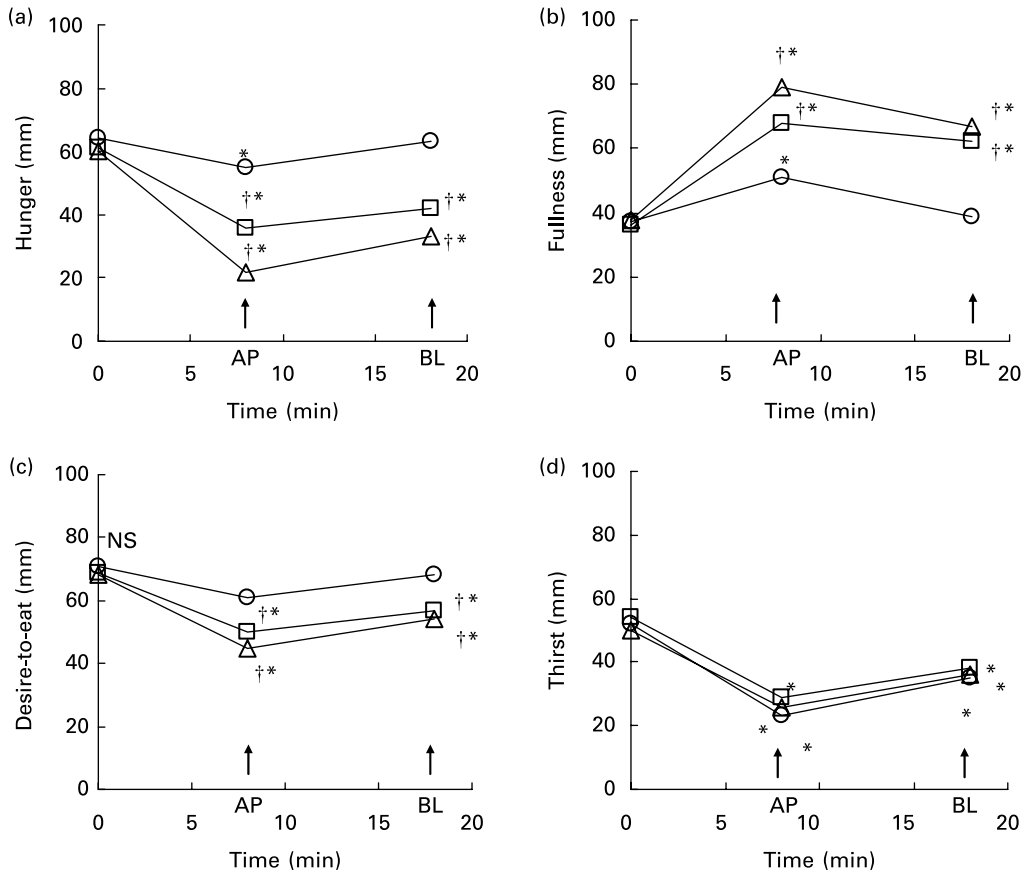 (a)
100
80
60
40
20
0
Hunger (mm)
*
†*
†*
†*
†*
AP
BL
0 5 10 15 20
Time (min)
(b)
100
80
60
40
20
0
Fullness (mm)
†*
†*
*
†*
†*
AP
BL
0 5 10 15 20
Time (min)
(c)
100
80
60
40
20
0
Desire-to-eat (mm)
NS
†*
†*
†*
†*
AP
BL
0 5 10 15 20
Time (min)
(d)
100
80
60
40
20
0
Thirst (mm)
*
*
*
*
*
*
AP
BL
0 5 10 15 20
Time (min)